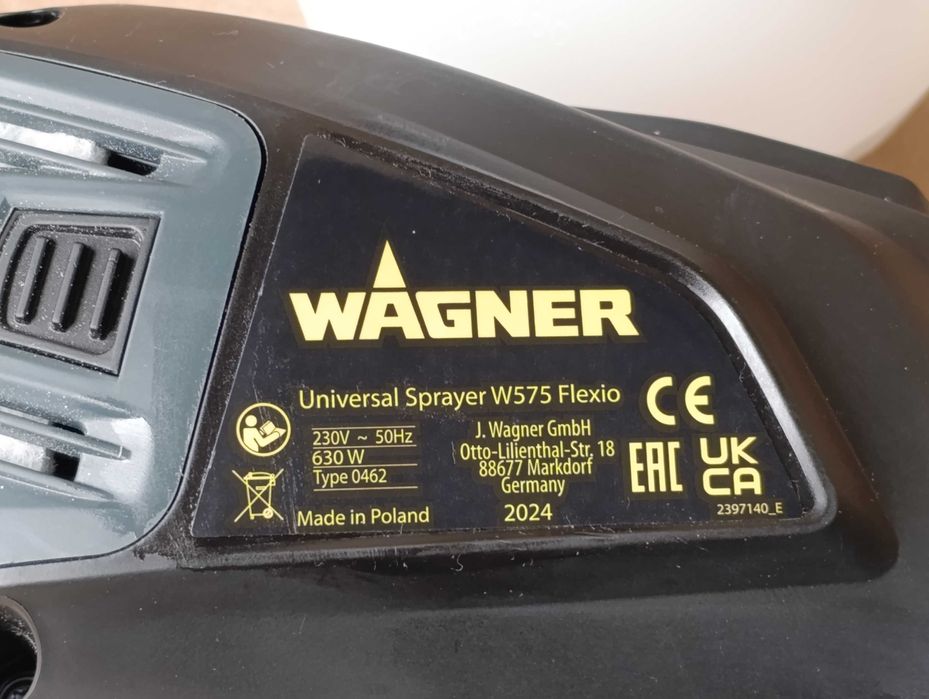 WAGNER
Universal Sprayer W575 Flexio
230V ~ 50Hz
630 W
Type 0462
Made in Poland
J. Wagner GmbH
Otto-Lilienthal-Str. 18
88677 Markdorf
Germany
2024
CE
EAC
UK
CA
2397140_E